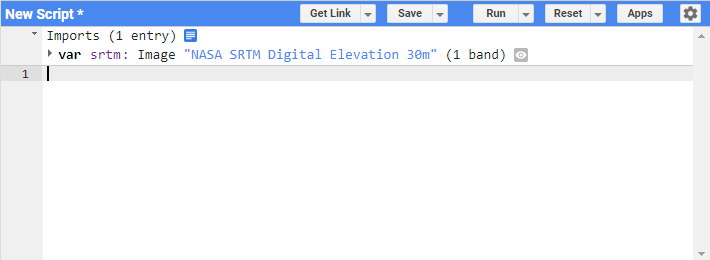 New Script * Get Link Save Run Reset Apps
Imports (1 entry)
var srtm: Image "NASA SRTM Digital Elevation 30m" (1 band)
1